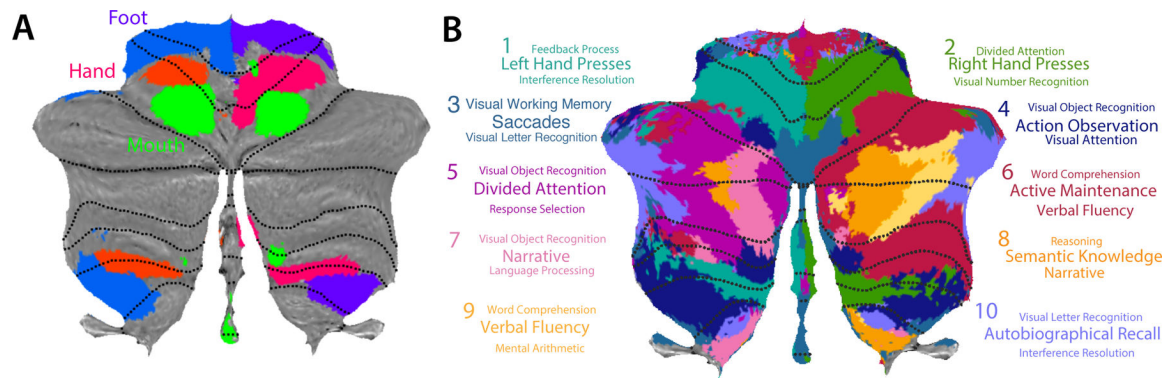 A
Foot
Hand
Mouth
B
1
Feedback Process
Left Hand Presses
Interference Resolution
2
Divided Attention
Right Hand Presses
Visual Number Recognition
3
Visual Working Memory
Saccades
Visual Letter Recognition
4
Visual Object Recognition
Action Observation
Visual Attention
5
Visual Object Recognition
Divided Attention
Response Selection
6
Word Comprehension
Active Maintenance
Verbal Fluency
7
Visual Object Recognition
Narrative
Language Processing
8
Reasoning
Semantic Knowledge
Narrative
9
Word Comprehension
Verbal Fluency
Mental Arithmetic
10
Visual Letter Recognition
Autobiographical Recall
Interference Resolution